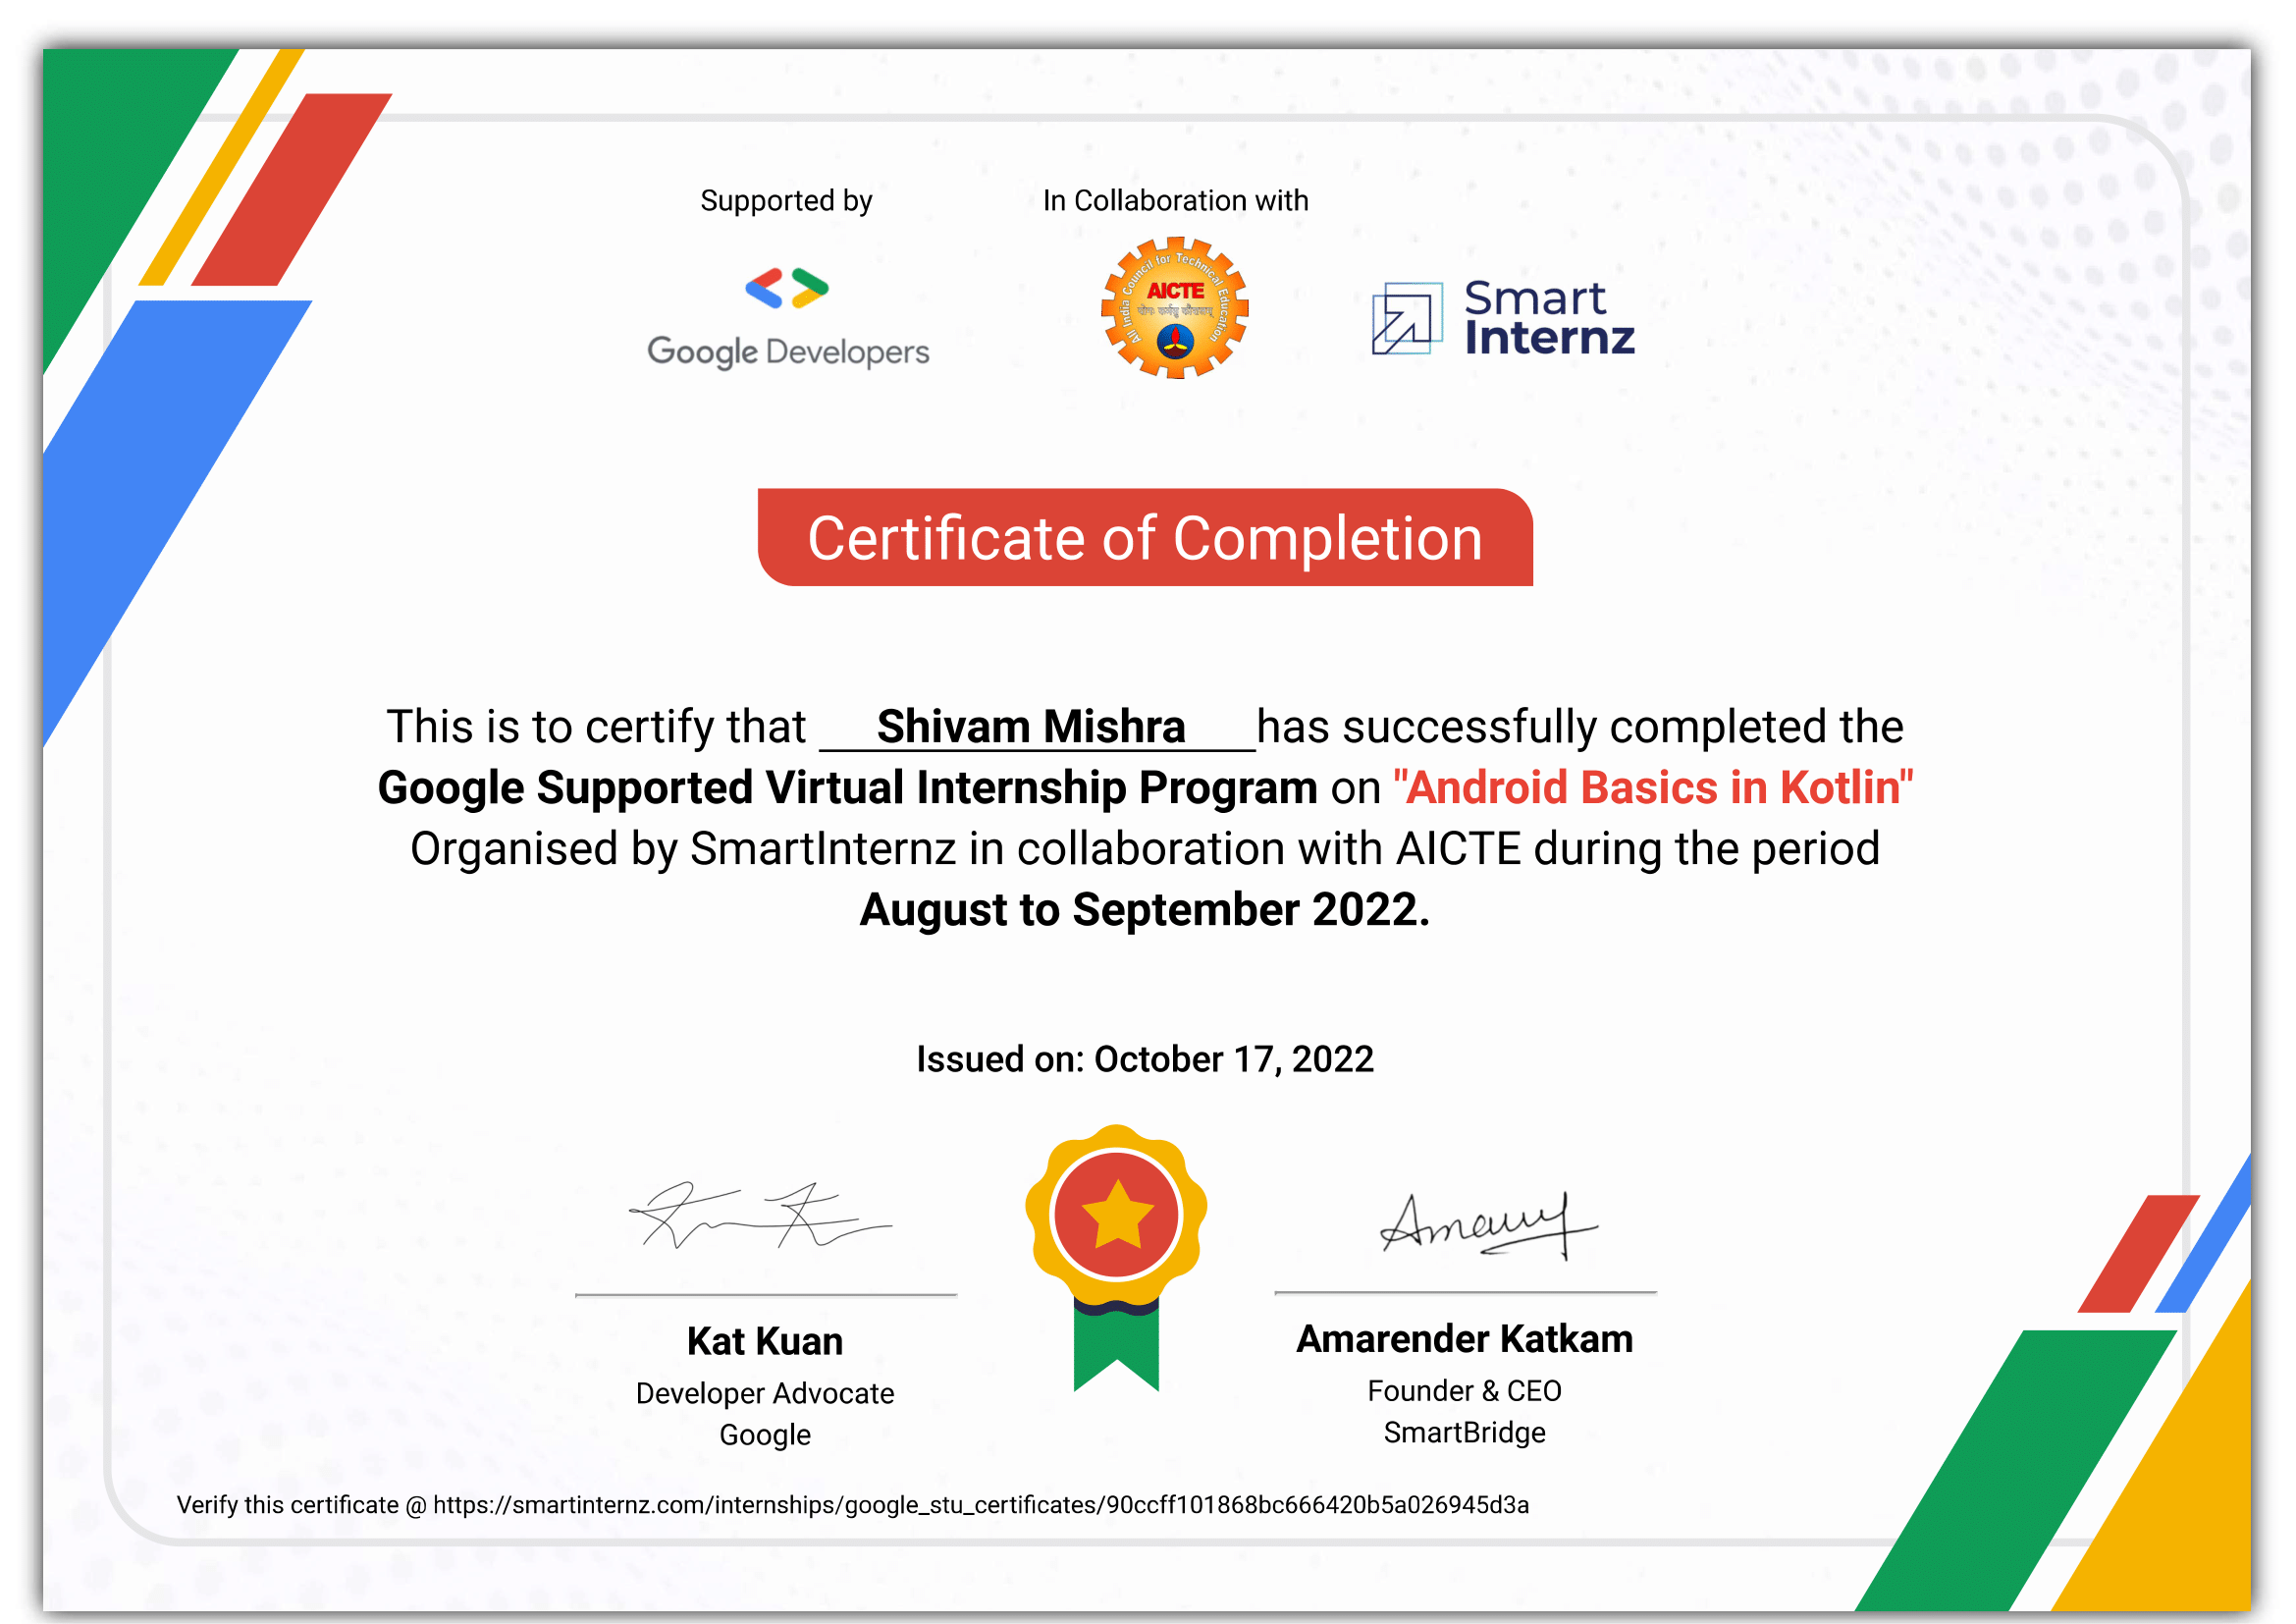 Supported by
In Collaboration with
Google Developers
All India Council for Technical Education
AICTE
योगः कर्मसु कौशलम्
Smart
Internz
Certificate of Completion
This is to certify that Shivam Mishra has successfully completed the
Google Supported Virtual Internship Program on "Android Basics in Kotlin"
Organised by SmartInternz in collaboration with AICTE during the period
August to September 2022.
Issued on: October 17, 2022
Kat Kuan
Developer Advocate
Google
Amarender Katkam
Founder & CEO
SmartBridge
Verify this certificate @ https://smartinternz.com/internships/google_stu_certificates/90ccff101868bc666420b5a026945d3a